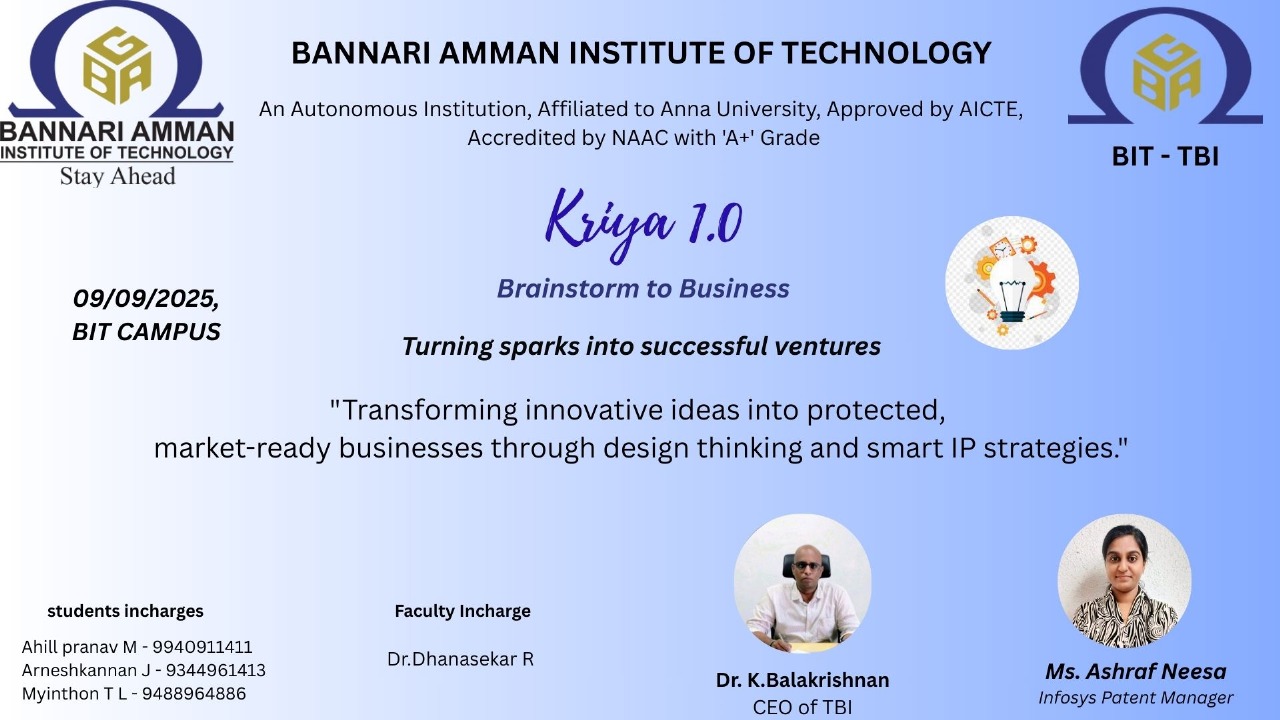 BANNARI AMMAN
INSTITUTE OF TECHNOLOGY
Stay Ahead
BANNARI AMMAN INSTITUTE OF TECHNOLOGY
An Autonomous Institution, Affiliated to Anna University, Approved by AICTE,
Accredited by NAAC with 'A+' Grade
BIT - TBI
Kriya 1.0
Brainstorm to Business
Turning sparks into successful ventures
09/09/2025,
BIT CAMPUS
"Transforming innovative ideas into protected,
market-ready businesses through design thinking and smart IP strategies."
students incharges
Ahill pranav M - 9940911411
Arneshkannan J - 9344961413
Myinthon T L - 9488964886
Faculty Incharge
Dr.Dhanasekar R
Dr. K.Balakrishnan
CEO of TBI
Ms. Ashraf Neesa
Infosys Patent Manager